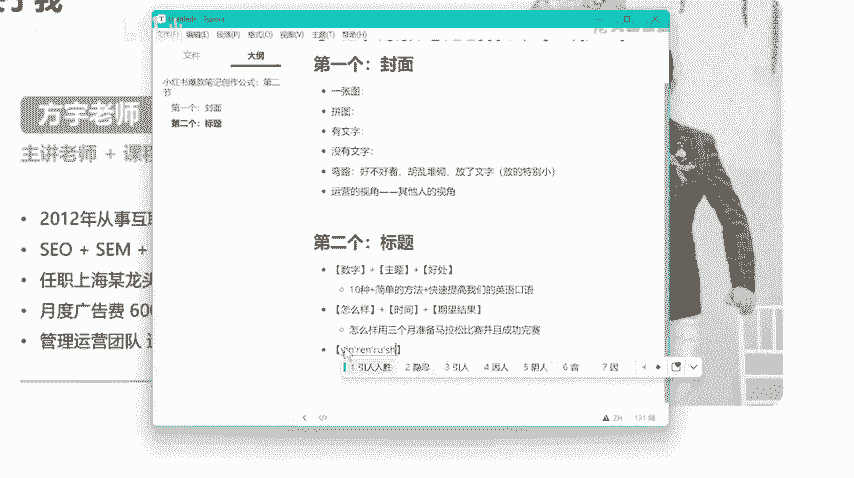 Untitled - Typora
文件(F) 编辑(E) 段落(P) 格式(O) 视图(V) 主题(T) 帮助(H)
文件 大纲
小红书爆款笔记创作公式：第二节
第一个：封面
第二个：标题
第一个：封面
一张图：
拼图：
有文字：
没有文字：
弯路：好不好看，胡乱堆砌，放了文字（放的特别小）
运营的视角——其他人的视角
第二个：标题
【数字】+【主题】+【好处】
10种+简单的方法+快速提高我们的英语口语
【怎么样】+【时间】+【期望结果】
怎么样用三个月准备马拉松比赛并且成功完赛
【yin'ren'ru'sh】
1 引人入胜 2 隐忍 3 引人 4 因人 5 阴人 6 音 7 因
ZH 131 词
方宇老师
主讲老师 + 课程
2012年从事互联
SEO + SEM +
任职上海某龙头
月度广告费 600
管理运营团队